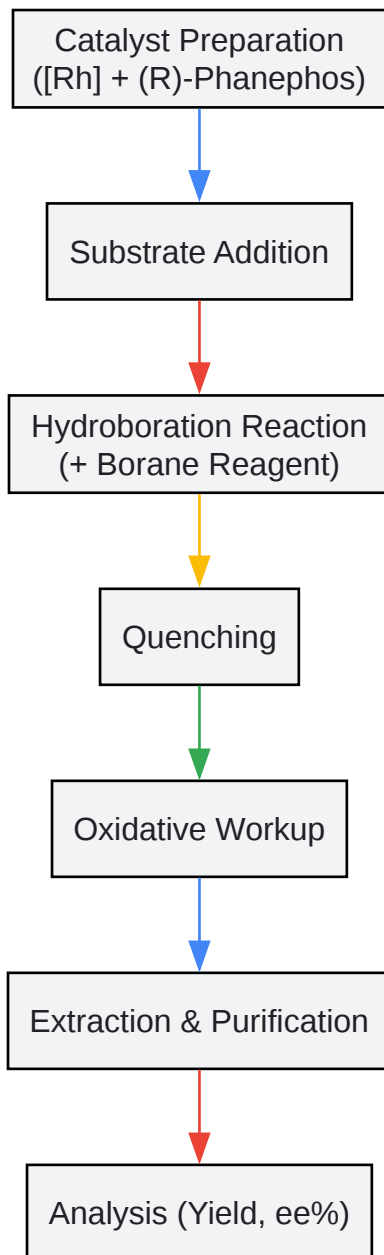 Catalyst Preparation
([Rh] + (R)-Phanephos)
Substrate Addition
Hydroboration Reaction
(+ Borane Reagent)
Quenching
Oxidative Workup
Extraction & Purification
Analysis (Yield, ee%)